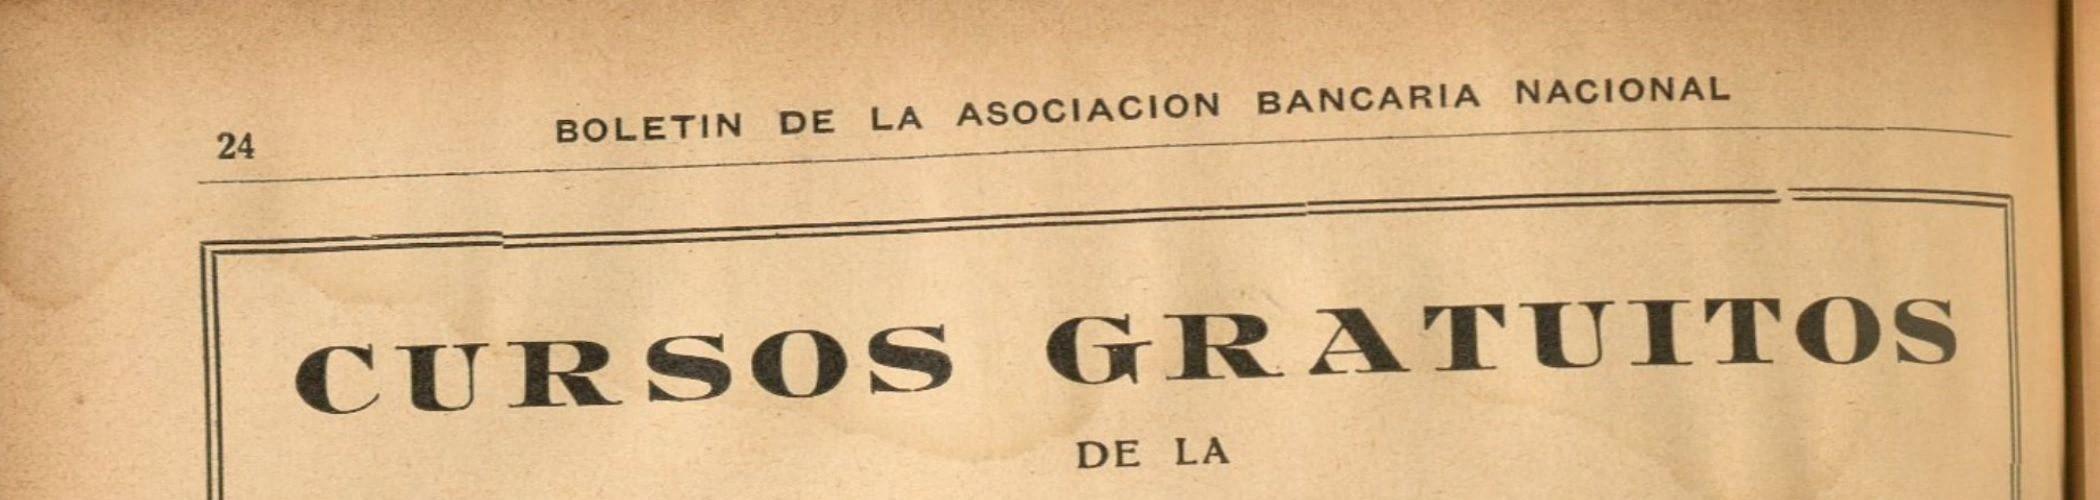 24 BOLETIN DE LA ASOCIACION BANCARIA NACIONAL
CURSOS GRATUITOS
DE LA